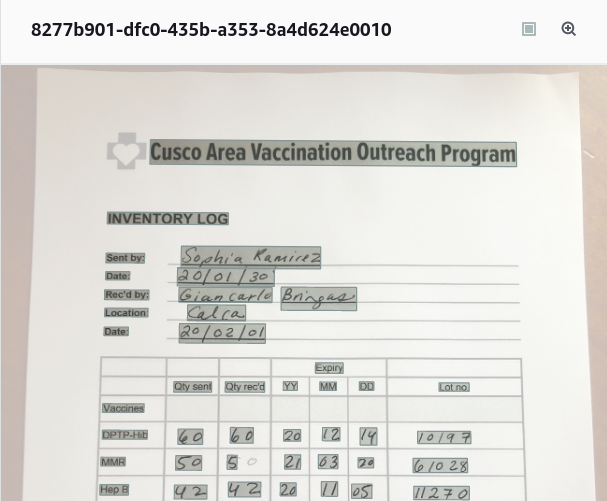 8277b901-dfc0-435b-a353-8a4d624e0010
Cusco Area Vaccination Outreach Program
INVENTORY LOG
Sent by: Sophia Ramirez
Date: 20/01/30
Rec'd by: Giancarlo Bringas
Location Calca
Date: 20/02/01
Expiry
Qty sent Qty rec'd YY MM DD Lot no.
Vaccines
DPTP-Hib 60 60 20 12 14 10197
MMR 50 50 21 03 20 61028
Hep B 42 42 20 11 05 11270